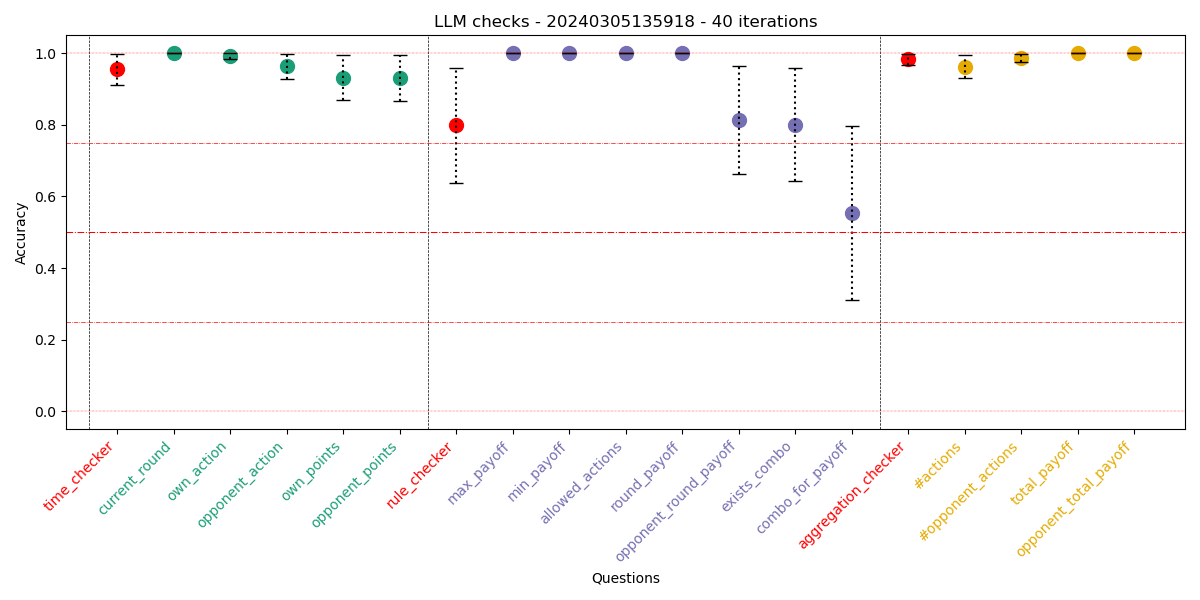 LLM checks - 20240305135918 - 40 iterations
Accuracy
1.0
0.8
0.6
0.4
0.2
0.0
time_checker
current_round
own_action
opponent_action
own_points
opponent_points
rule_checker
max_payoff
min_payoff
allowed_actions
round_payoff
opponent_round_payoff
exists_combo
combo_for_payoff
aggregation_checker
#actions
#opponent_actions
total_payoff
opponent_total_payoff
Questions